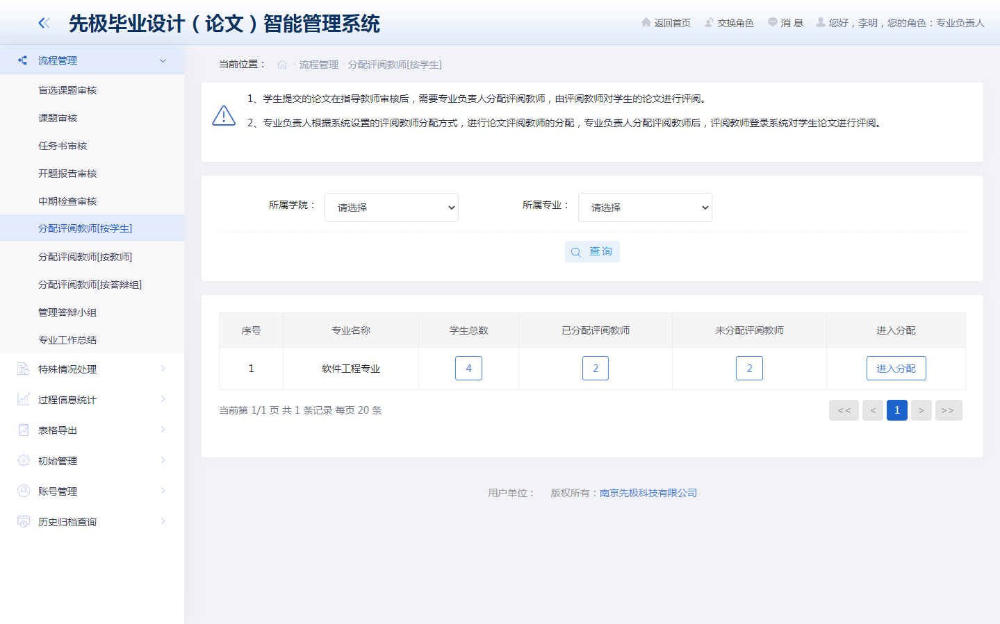 先极毕业设计（论文）智能管理系统
返回首页 交换角色 消 息 您好，李明，您的角色：专业负责人
流程管理
盲选课题审核
课题审核
任务书审核
开题报告审核
中期检查审核
分配评阅教师[按学生]
分配评阅教师[按教师]
分配评阅教师[按答辩组]
管理答辩小组
专业工作总结
特殊情况处理
过程信息统计
表格导出
初始管理
账号管理
历史归档查询
当前位置： 流程管理 分配评阅教师[按学生]
1、学生提交的论文在指导教师审核后，需要专业负责人分配评阅教师，由评阅教师对学生的论文进行评阅。
2、专业负责人根据系统设置的评阅教师分配方式，进行论文评阅教师的分配，专业负责人分配评阅教师后，评阅教师登录系统对学生论文进行评阅。
所属学院： 请选择 所属专业： 请选择
查询
序号 专业名称 学生总数 已分配评阅教师 未分配评阅教师 进入分配
1 软件工程专业 4 2 2 进入分配
当前第 1/1 页 共 1 条记录 每页 20 条 << < 1 > >>
用户单位： 版权所有：南京先极科技有限公司